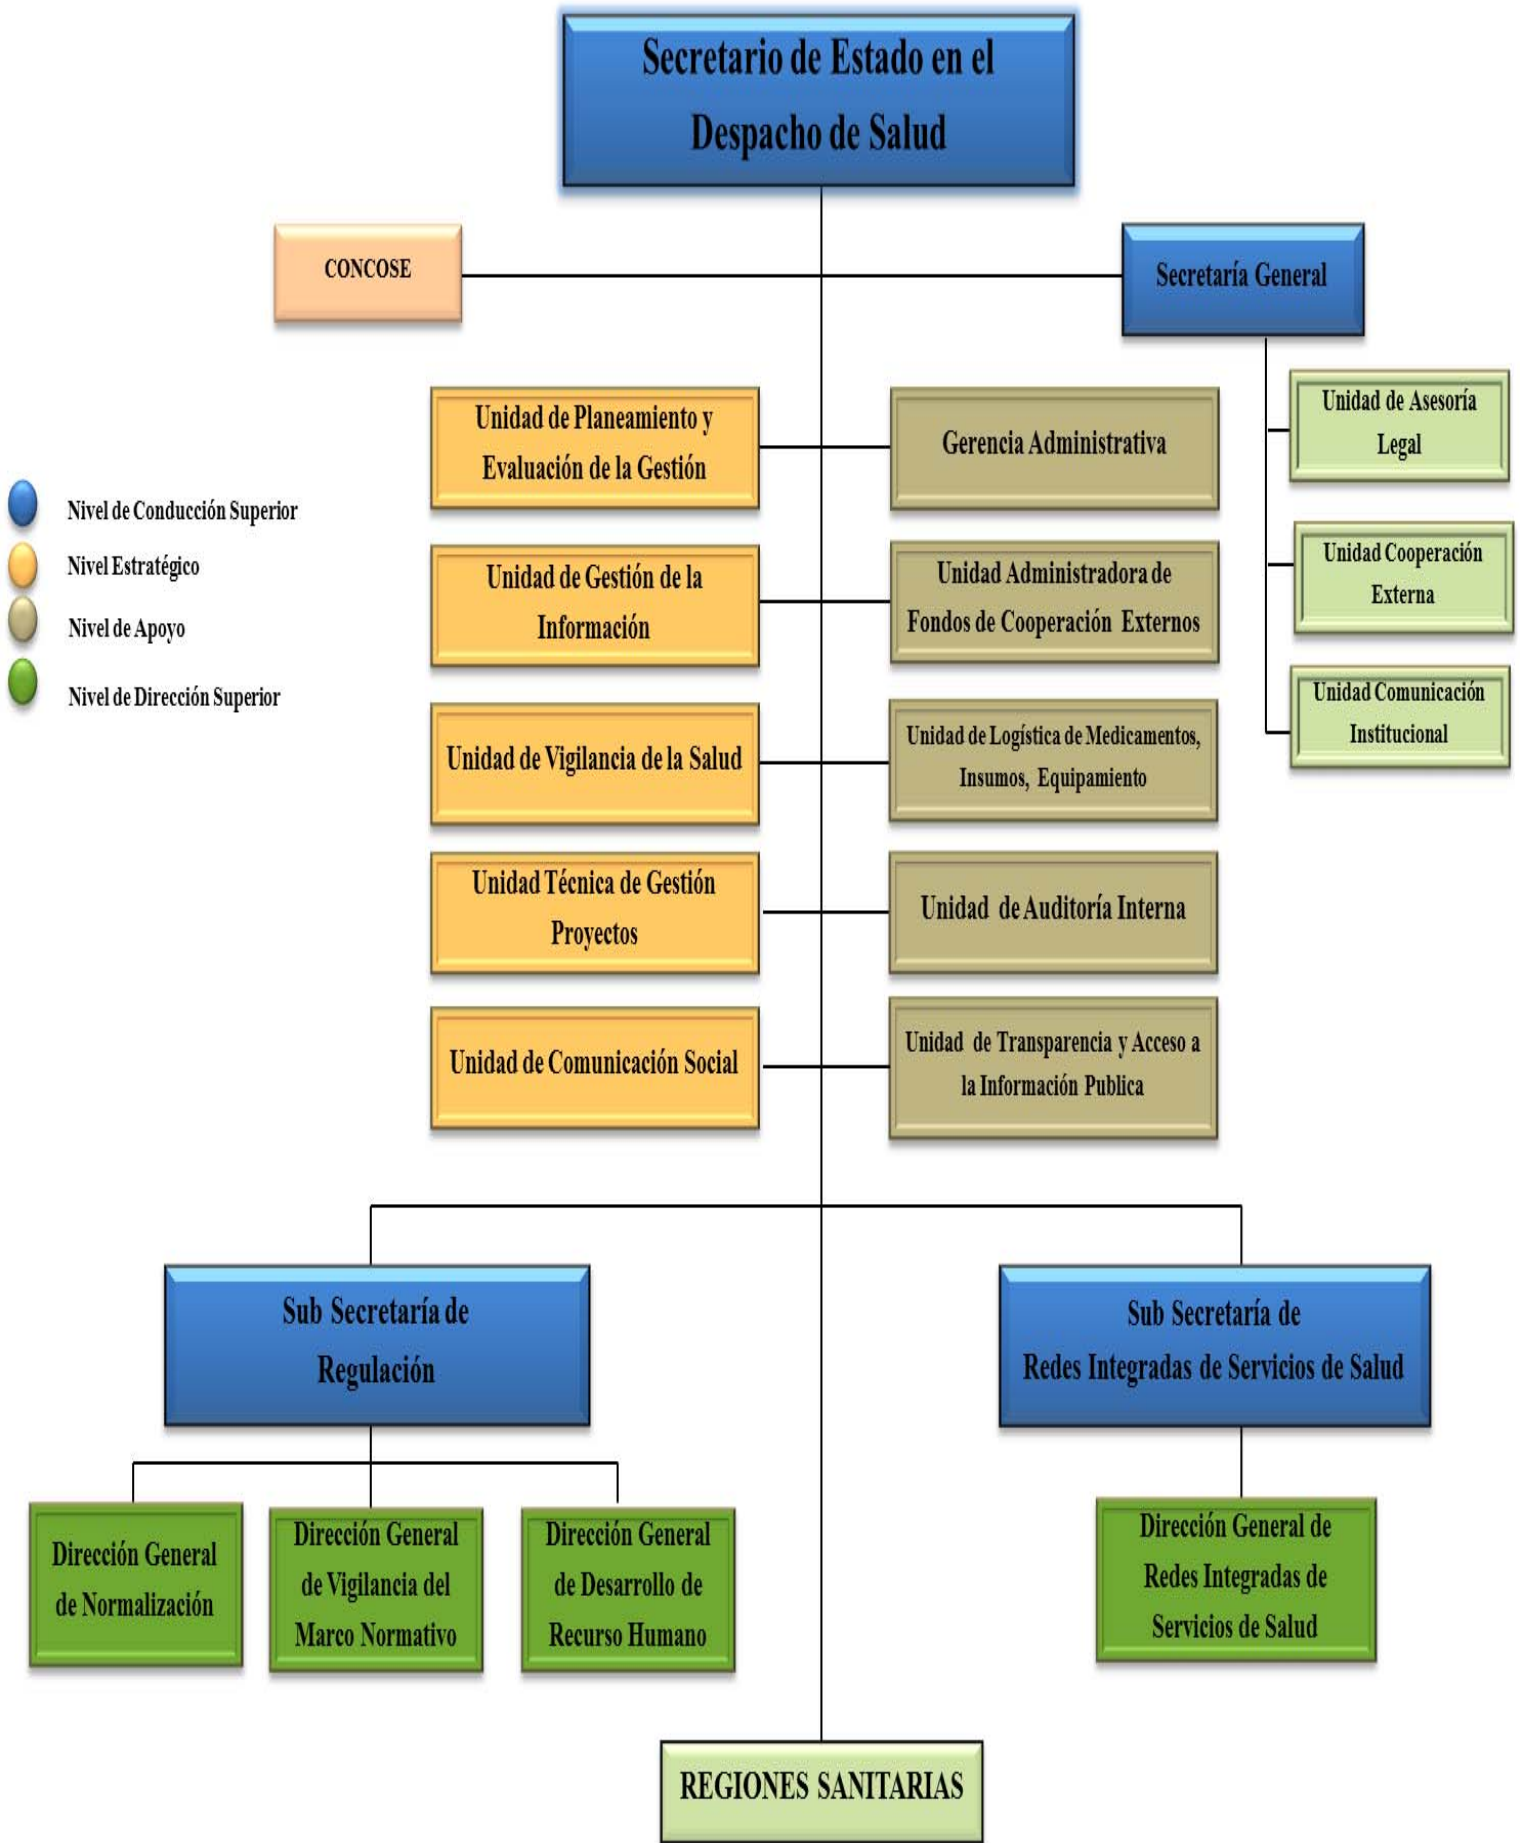 Secretario de Estado en el
Despacho de Salud
CONCOSE
Secretaría General
Unidad de Asesoría
Legal
Unidad Cooperación
Externa
Unidad Comunicación
Institucional
Unidad de Planeamiento y
Evaluación de la Gestión
Gerencia Administrativa
Unidad de Gestión de la
Información
Unidad Administradora de
Fondos de Cooperación Externos
Unidad de Vigilancia de la Salud
Unidad de Logística de Medicamentos,
Insumos, Equipamiento
Unidad Técnica de Gestión
Proyectos
Unidad de Auditoría Interna
Unidad de Comunicación Social
Unidad de Transparencia y Acceso a
la Información Publica
Nivel de Conducción Superior
Nivel Estratégico
Nivel de Apoyo
Nivel de Dirección Superior
Sub Secretaría de
Regulación
Sub Secretaría de
Redes Integradas de Servicios de Salud
Dirección General
de Normalización
Dirección General
de Vigilancia del
Marco Normativo
Dirección General
de Desarrollo de
Recurso Humano
Dirección General de
Redes Integradas de
Servicios de Salud
REGIONES SANITARIAS